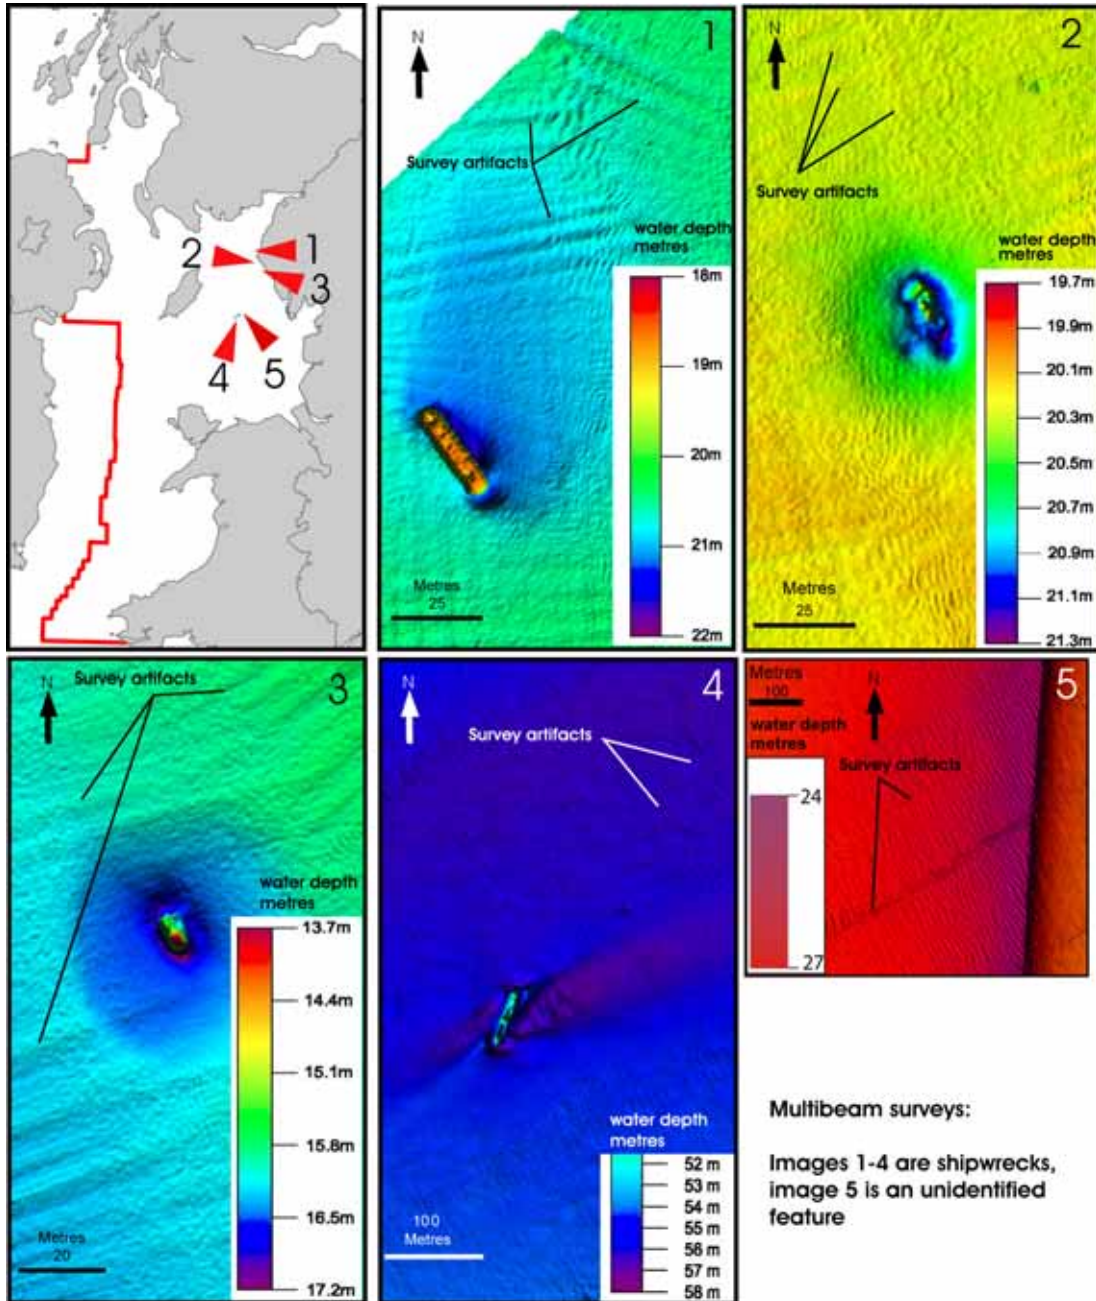 2
1
3
4
5
N
1
Survey artifacts
water depth
metres
18m
19m
20m
21m
22m
Metres
25
N
2
Survey artifacts
water depth
metres
19.7m
19.9m
20.1m
20.3m
20.5m
20.7m
20.9m
21.1m
21.3m
Metres
25
N
Survey artifacts
3
water depth
metres
13.7m
14.4m
15.1m
15.8m
16.5m
17.2m
Metres
20
N
4
Survey artifacts
water depth
metres
52 m
53 m
54 m
55 m
56 m
57 m
58 m
100
Metres
Metres
100
N
5
water depth
metres
Survey artifacts
24
27
Multibeam surveys:
Images 1-4 are shipwrecks,
image 5 is an unidentified
feature